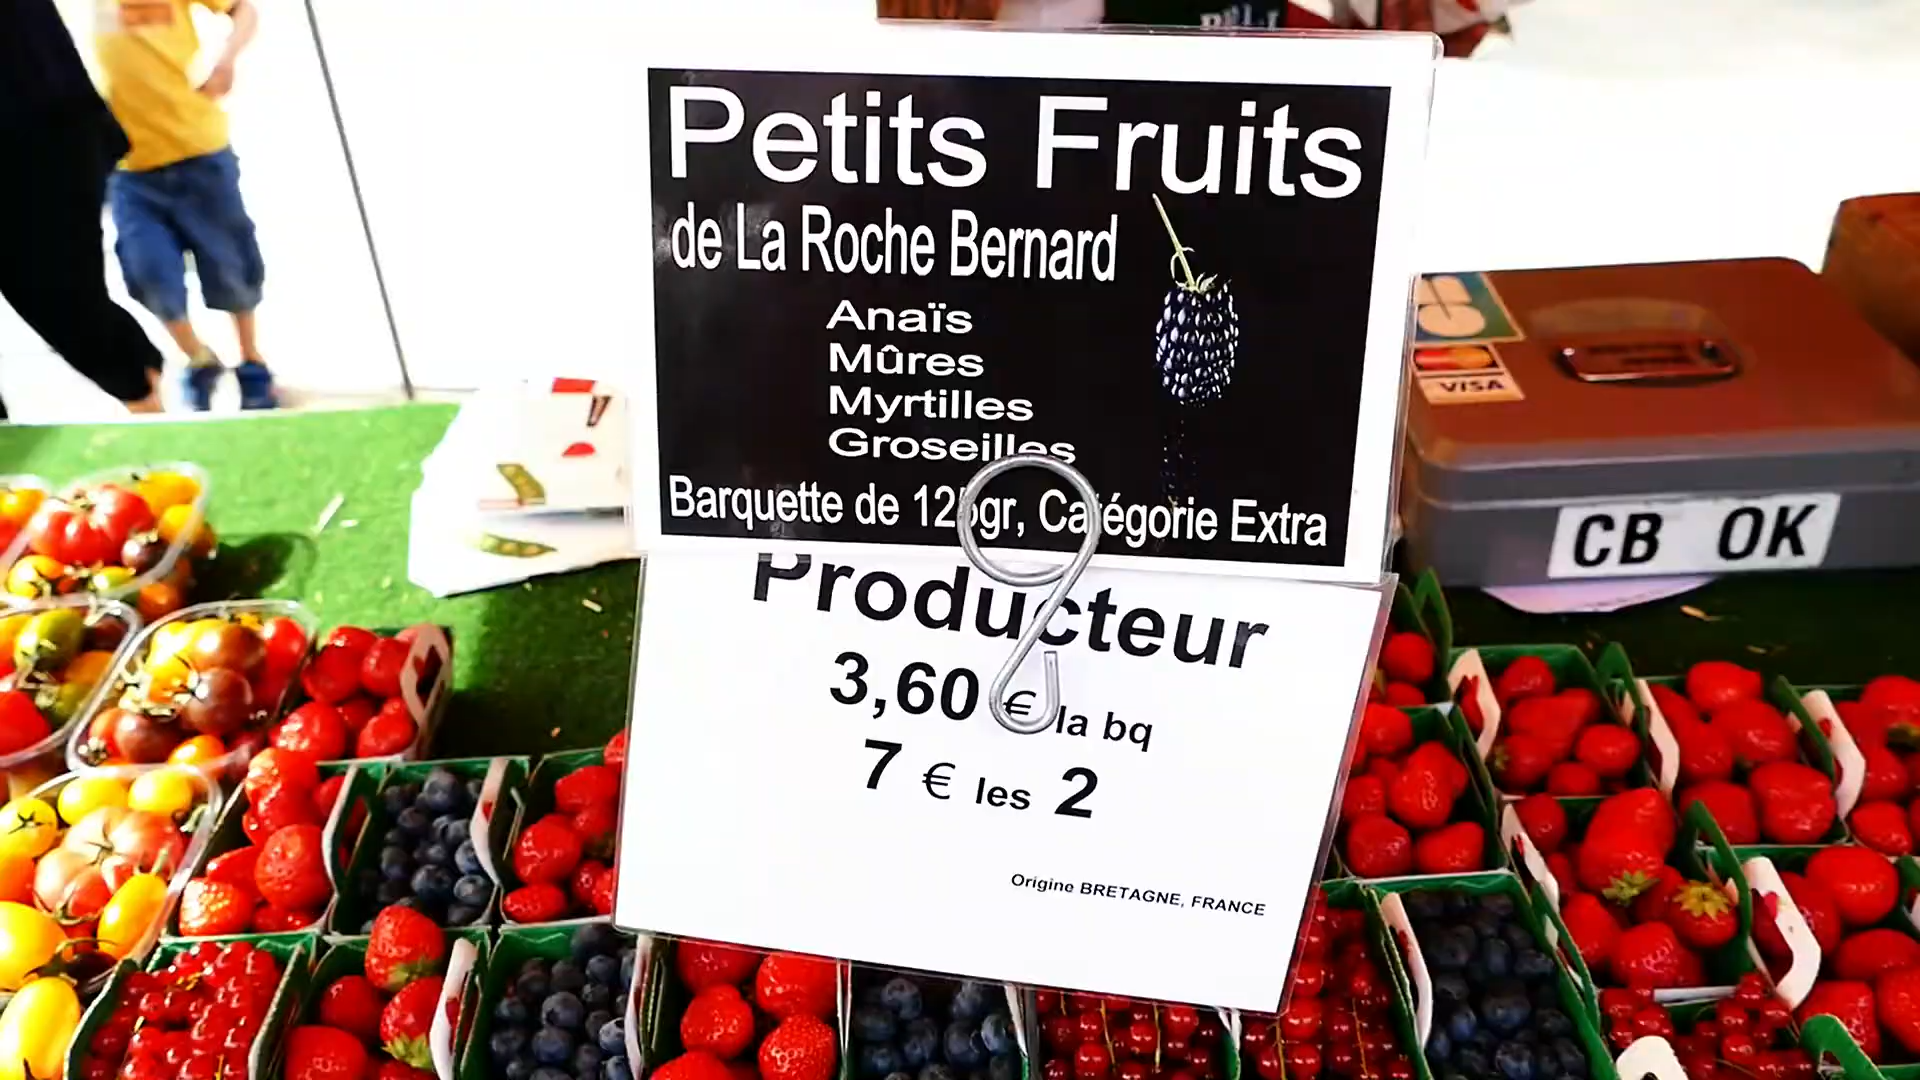 Petits Fruits
de La Roche Bernard
Anaïs
Mûres
Myrtilles
Groseilles
Barquette de 125gr, Catégorie Extra
Producteur
3,60 € la bq
7 € les 2
Origine BRETAGNE, FRANCE
MasterCard
VISA
CB OK